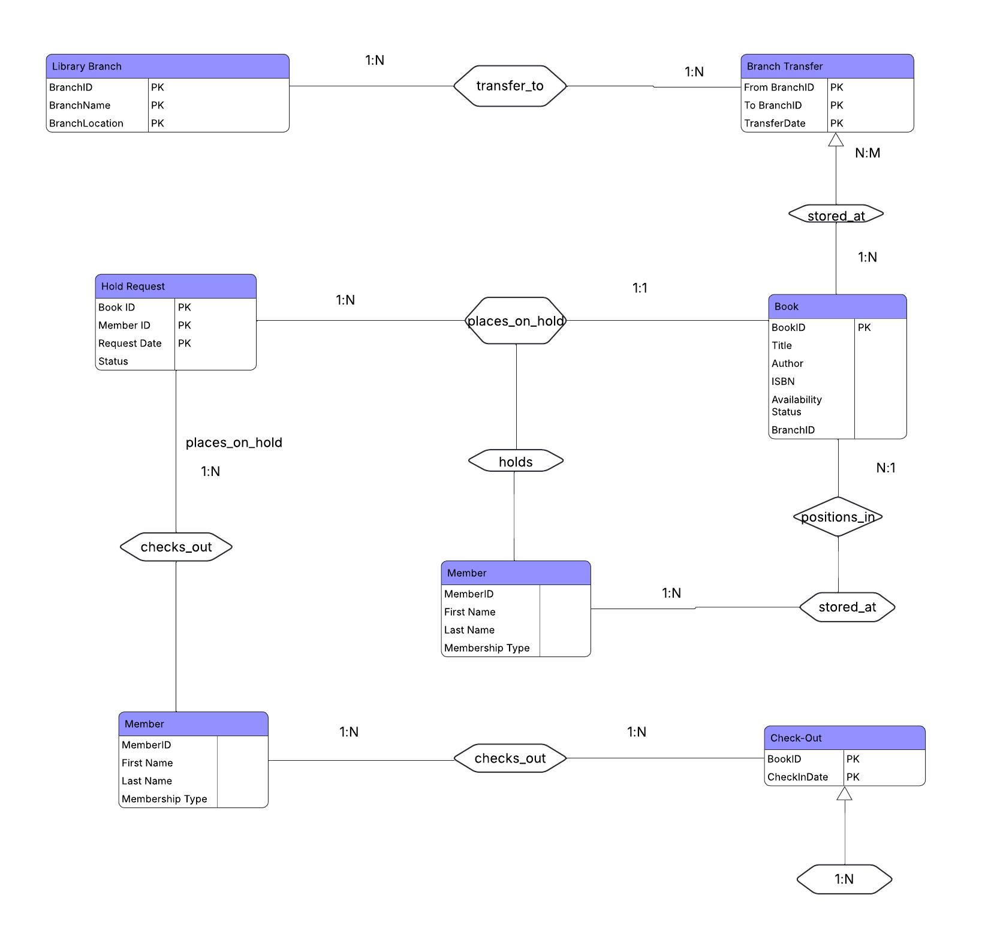 1:N
Library Branch
BranchID PK
BranchName PK
BranchLocation PK
transfer_to
1:N
Branch Transfer
From BranchID PK
To BranchID PK
TransferDate PK
N:M
stored_at
1:N
Hold Request
Book ID PK
Member ID PK
Request Date PK
Status
1:N
places_on_hold
1:1
Book
BookID PK
Title
Author
ISBN
Availability
Status
BranchID
places_on_hold
1:N
holds
N:1
positions_in
checks_out
Member
MemberID
First Name
Last Name
Membership Type
1:N
stored_at
Member
MemberID
First Name
Last Name
Membership Type
1:N
checks_out
1:N
Check-Out
BookID PK
CheckInDate PK
1:N